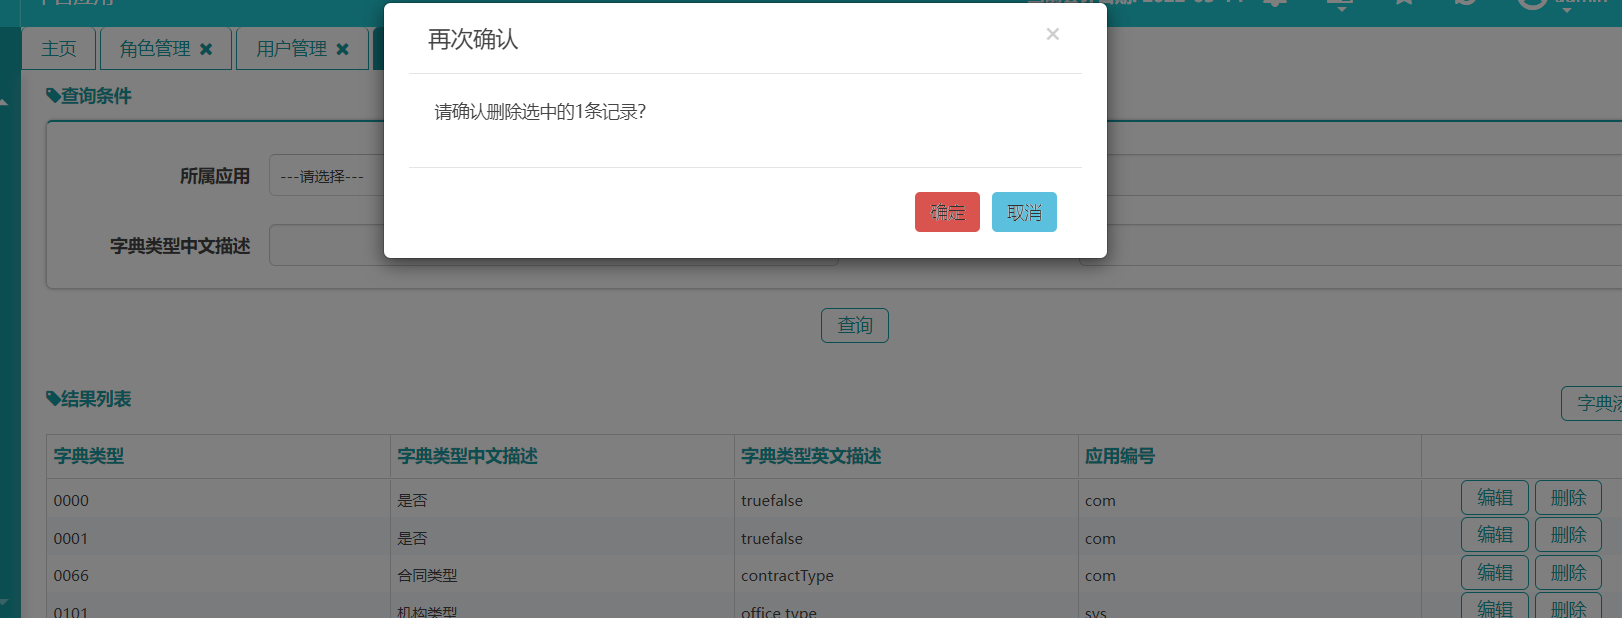 再次确认
×
请确认删除选中的1条记录?
确定
取消
主页
角色管理
用户管理
查询条件
所属应用
---请选择---
字典类型中文描述
查询
结果列表
字典类型 字典类型中文描述 字典类型英文描述 应用编号
0000 是否 truefalse com 编辑 删除
0001 是否 truefalse com 编辑 删除
0066 合同类型 contractType com 编辑 删除
0101 机构类型 office type sys 编辑 删除
字典